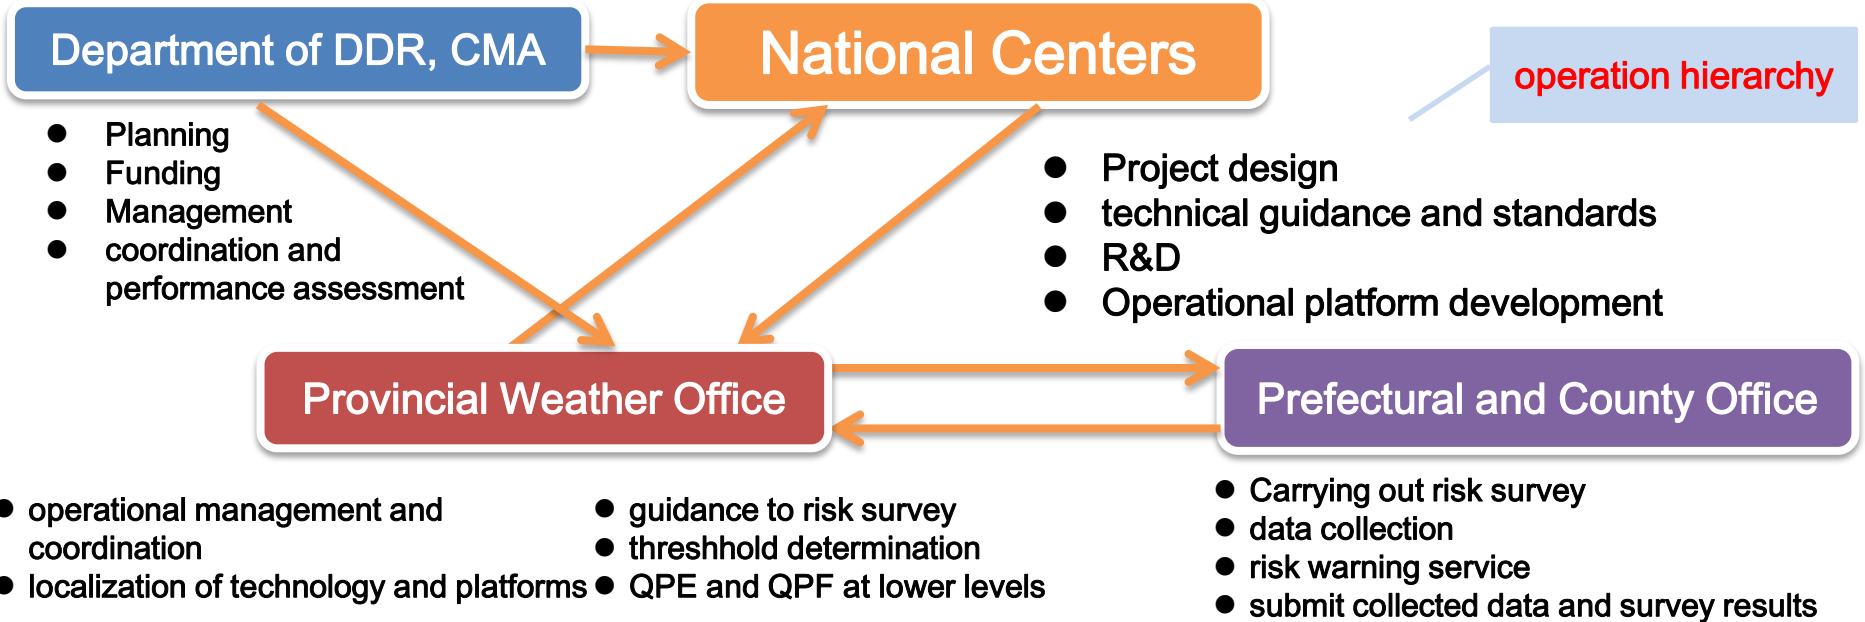 Department of DDR, CMA
National Centers
operation hierarchy
● Planning
● Funding
● Management
● coordination and
performance assessment
● Project design
● technical guidance and standards
● R&D
● Operational platform development
Provincial Weather Office
Prefectural and County Office
● operational management and
coordination
● localization of technology and platforms
● guidance to risk survey
● threshhold determination
● QPE and QPF at lower levels
● Carrying out risk survey
● data collection
● risk warning service
● submit collected data and survey results